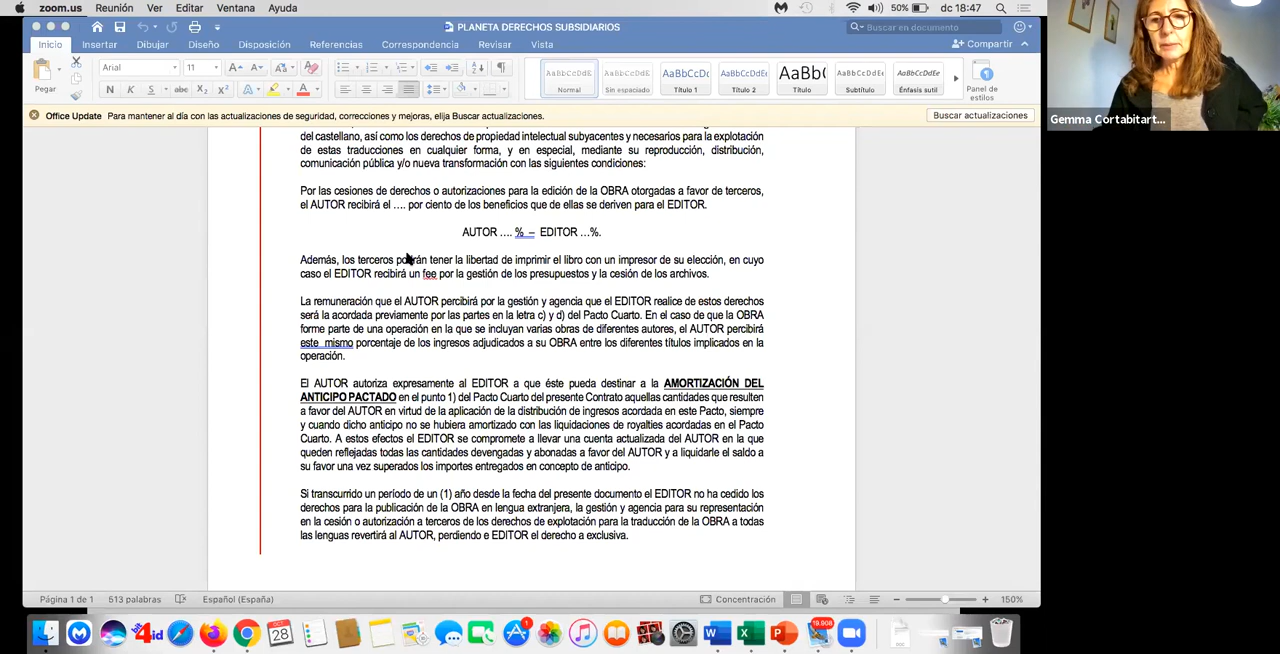 zoom.us Reunión Ver Editar Ventana Ayuda 50% dc 18:47
PLANETA DERECHOS SUBSIDIARIOS
Buscar en documento
Inicio Insertar Dibujar Diseño Disposición Referencias Correspondencia Revisar Vista
Compartir
Pegar
Arial 11
N K S abc X₂ X²
AaBbCcDdE Normal
AaBbCcDdE Sin espaciado
AaBbCcDc Título 1
AaBbCcDdE Título 2
AaBb( Título
AaBbCcDdE Subtítulo
AaBbCcDdEe Énfasis sutil
Panel de
estilos
Office Update Para mantener al día con las actualizaciones de seguridad, correcciones y mejoras, elija Buscar actualizaciones.
Buscar actualizaciones
Gemma Cortabitart...
del castellano, así como los derechos de propiedad intelectual subyacentes y necesarios para la explotación
de estas traducciones en cualquier forma, y en especial, mediante su reproducción, distribución,
comunicación pública y/o nueva transformación con las siguientes condiciones:
Por las cesiones de derechos o autorizaciones para la edición de la OBRA otorgadas a favor de terceros,
el AUTOR recibirá el .... por ciento de los beneficios que de ellas se deriven para el EDITOR.
AUTOR .... % – EDITOR ...%.
Además, los terceros podrán tener la libertad de imprimir el libro con un impresor de su elección, en cuyo
caso el EDITOR recibirá un fee por la gestión de los presupuestos y la cesión de los archivos.
La remuneración que el AUTOR percibirá por la gestión y agencia que el EDITOR realice de estos derechos
será la acordada previamente por las partes en la letra c) y d) del Pacto Cuarto. En el caso de que la OBRA
forme parte de una operación en la que se incluyan varias obras de diferentes autores, el AUTOR percibirá
este mismo porcentaje de los ingresos adjudicados a su OBRA entre los diferentes títulos implicados en la
operación.
El AUTOR autoriza expresamente al EDITOR a que éste pueda destinar a la AMORTIZACIÓN DEL
ANTICIPO PACTADO en el punto 1) del Pacto Cuarto del presente Contrato aquellas cantidades que resulten
a favor del AUTOR en virtud de la aplicación de la distribución de ingresos acordada en este Pacto, siempre
y cuando dicho anticipo no se hubiera amortizado con las liquidaciones de royalties acordadas en el Pacto
Cuarto. A estos efectos el EDITOR se compromete a llevar una cuenta actualizada del AUTOR en la que
queden reflejadas todas las cantidades devengadas y abonadas a favor del AUTOR y a liquidarle el saldo a
su favor una vez superados los importes entregados en concepto de anticipo.
Si transcurrido un período de un (1) año desde la fecha del presente documento el EDITOR no ha cedido los
derechos para la publicación de la OBRA en lengua extranjera, la gestión y agencia para su representación
en la cesión o autorización a terceros de los derechos de explotación para la traducción de la OBRA a todas
las lenguas revertirá al AUTOR, perdiendo e EDITOR el derecho a exclusiva.
Página 1 de 1 513 palabras Español (España) Concentración 150%
4id OCT 28 1 W X P 19.908